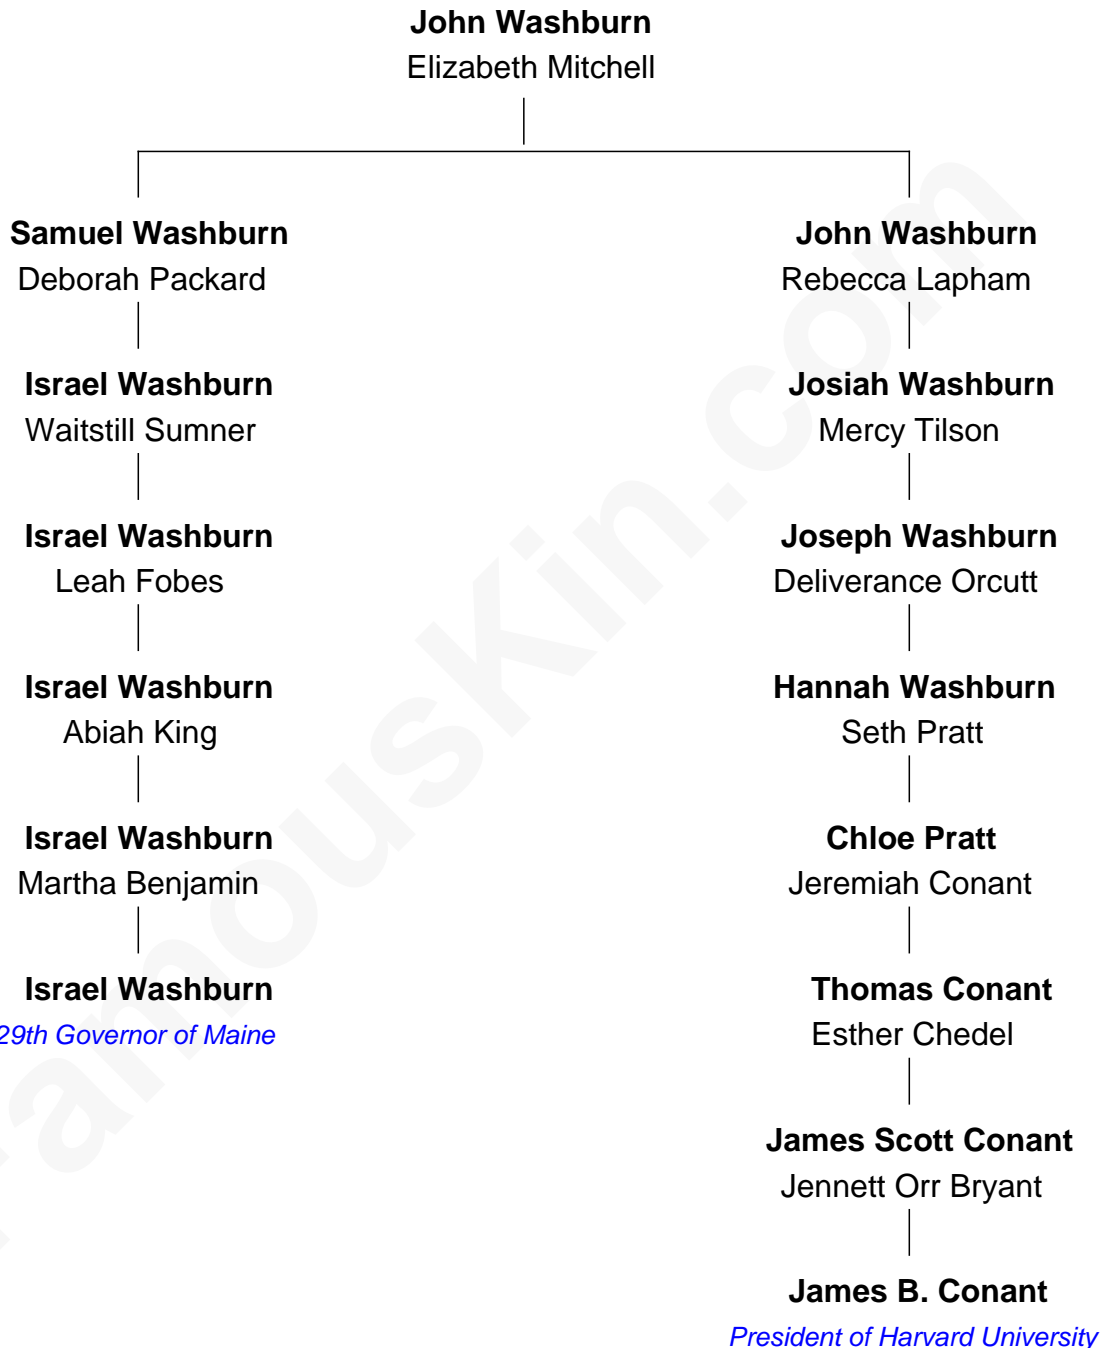 John Washburn
Elizabeth Mitchell
Samuel Washburn
Deborah Packard
Israel Washburn
Waitstill Sumner
Israel Washburn
Leah Fobes
Israel Washburn
Abiah King
Israel Washburn
Martha Benjamin
Israel Washburn
29th Governor of Maine
John Washburn
Rebecca Lapham
Josiah Washburn
Mercy Tilson
Joseph Washburn
Deliverance Orcutt
Hannah Washburn
Seth Pratt
Chloe Pratt
Jeremiah Conant
Thomas Conant
Esther Chedel
James Scott Conant
Jennett Orr Bryant
James B. Conant
President of Harvard University
FamousKin.com